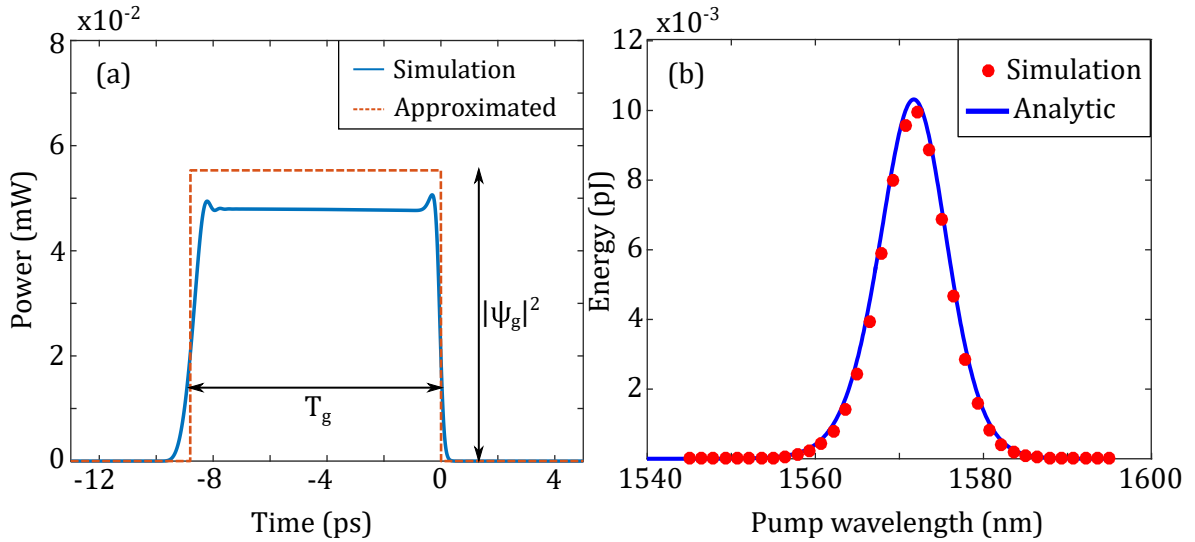 x10⁻²
(a)
Simulation
Approximated
Power (mW)
8
6
4
2
0
|ψg|²
Tg
-12 -8 -4 0 4
Time (ps)
x10⁻³
(b)
Simulation
Analytic
Energy (pJ)
12
10
8
6
4
2
1540 1560 1580 1600
Pump wavelength (nm)